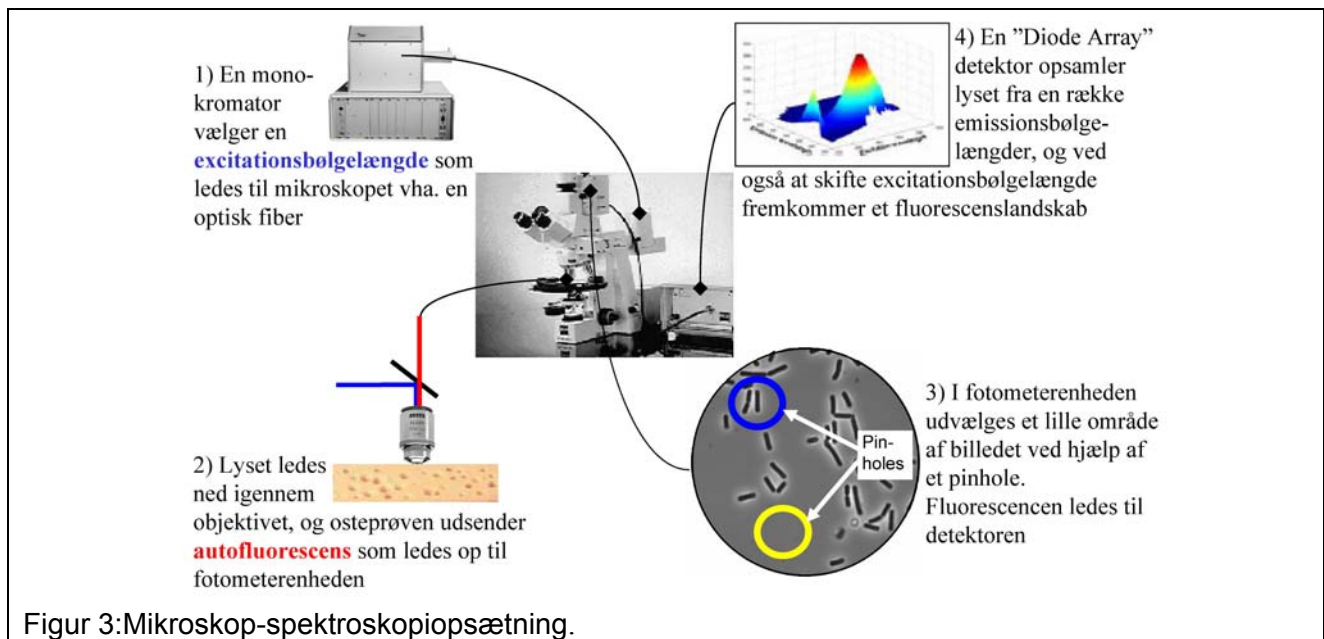 1) En mono-
kromator
vælger en
excitationsbølgelængde som
ledes til mikroskopet vha. en
optisk fiber
2) Lyset ledes
ned igennem
objektivet, og osteprøven udsender
autofluorescens som ledes op til
fotometerenheden
Pin-
holes
3) I fotometerenheden
udvælges et lille område
af billedet ved hjælp af
et pinhole.
Fluorescencen ledes til
detektoren
4) En ”Diode Array”
detektor opsamler
lyset fra en række
emissionsbølge-
længder, og ved
også at skifte excitationsbølgelængde
fremkommer et fluorescenslandskab
Figur 3:Mikroskop-spektroskopiopsætning.